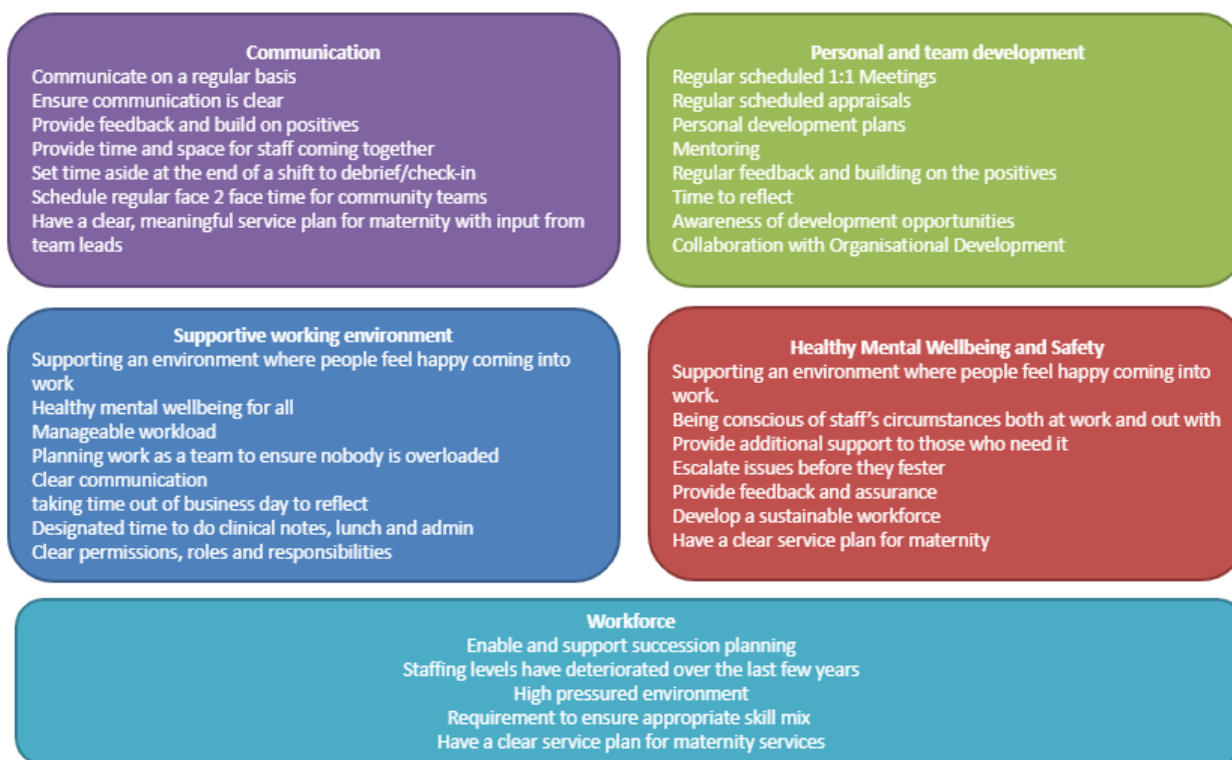 Communication
Communicate on a regular basis
Ensure communication is clear
Provide feedback and build on positives
Provide time and space for staff coming together
Set time aside at the end of a shift to debrief/check-in
Schedule regular face 2 face time for community teams
Have a clear, meaningful service plan for maternity with input from
team leads
Personal and team development
Regular scheduled 1:1 Meetings
Regular scheduled appraisals
Personal development plans
Mentoring
Regular feedback and building on the positives
Time to reflect
Awareness of development opportunities
Collaboration with Organisational Development
Supportive working environment
Supporting an environment where people feel happy coming into
work
Healthy mental wellbeing for all
Manageable workload
Planning work as a team to ensure nobody is overloaded
Clear communication
taking time out of business day to reflect
Designated time to do clinical notes, lunch and admin
Clear permissions, roles and responsibilities
Healthy Mental Wellbeing and Safety
Supporting an environment where people feel happy coming into
work.
Being conscious of staff's circumstances both at work and out with
Provide additional support to those who need it
Escalate issues before they fester
Provide feedback and assurance
Develop a sustainable workforce
Have a clear service plan for maternity
Workforce
Enable and support succession planning
Staffing levels have deteriorated over the last few years
High pressured environment
Requirement to ensure appropriate skill mix
Have a clear service plan for maternity services